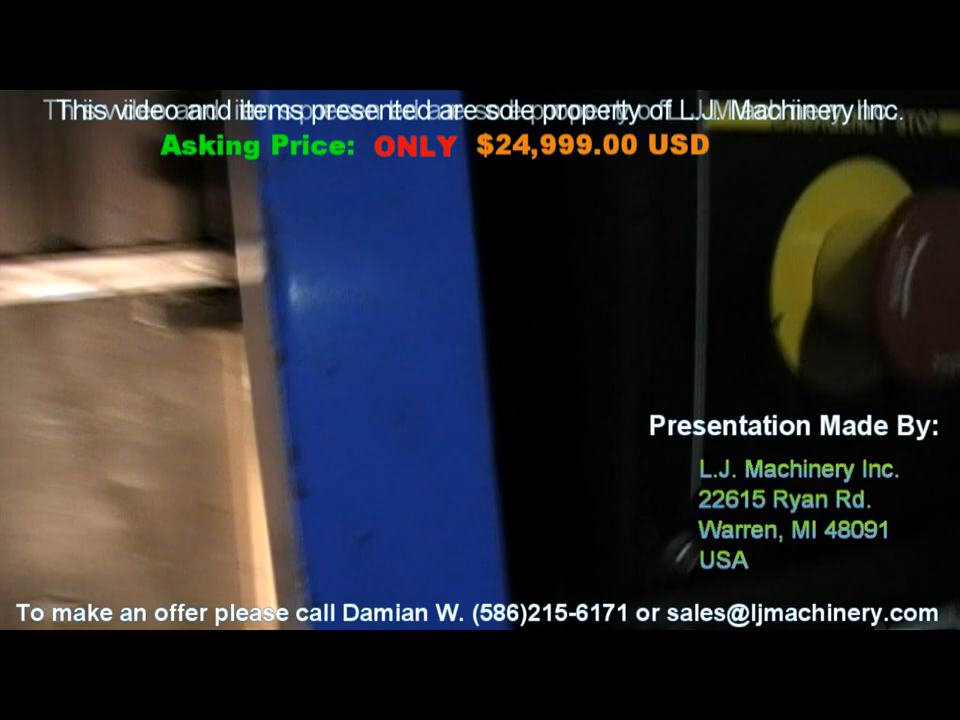 This video and items presented are sole property of L.J. Machinery Inc.
Asking Price: ONLY $24,999.00 USD
EMERGENCY STOP
Presentation Made By:
L.J. Machinery Inc.
22615 Ryan Rd.
Warren, MI 48091
USA
To make an offer please call Damian W. (586)215-6171 or sales@ljmachinery.com